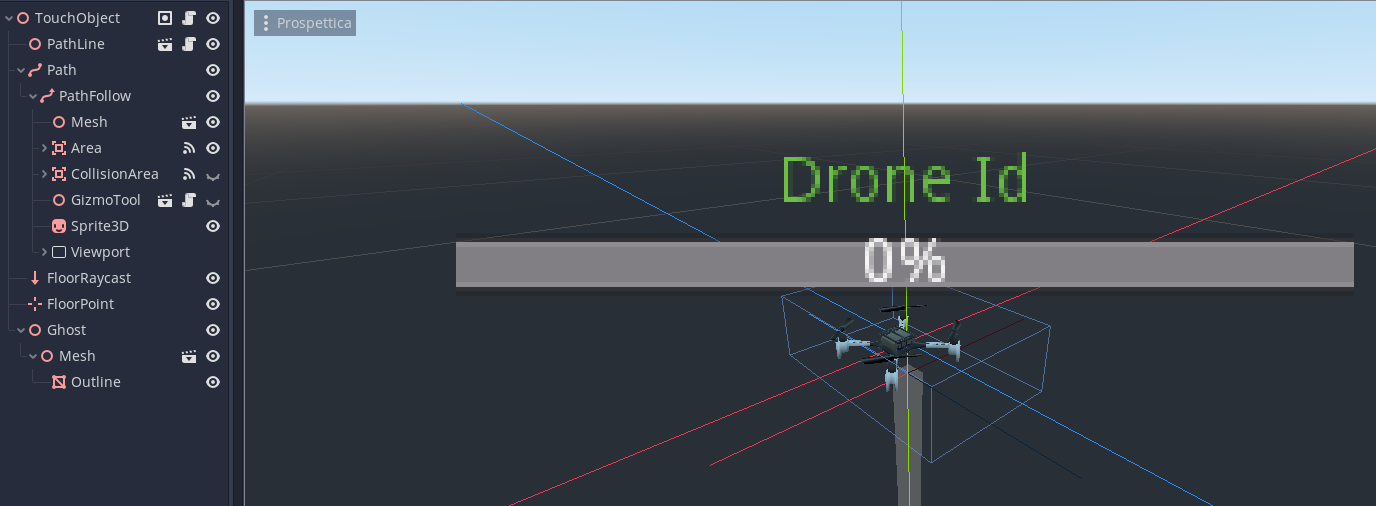 TouchObject
PathLine
Path
PathFollow
Mesh
Area
CollisionArea
GizmoTool
Sprite3D
Viewport
FloorRaycast
FloorPoint
Ghost
Mesh
Outline
Prospettica
Drone Id
0%